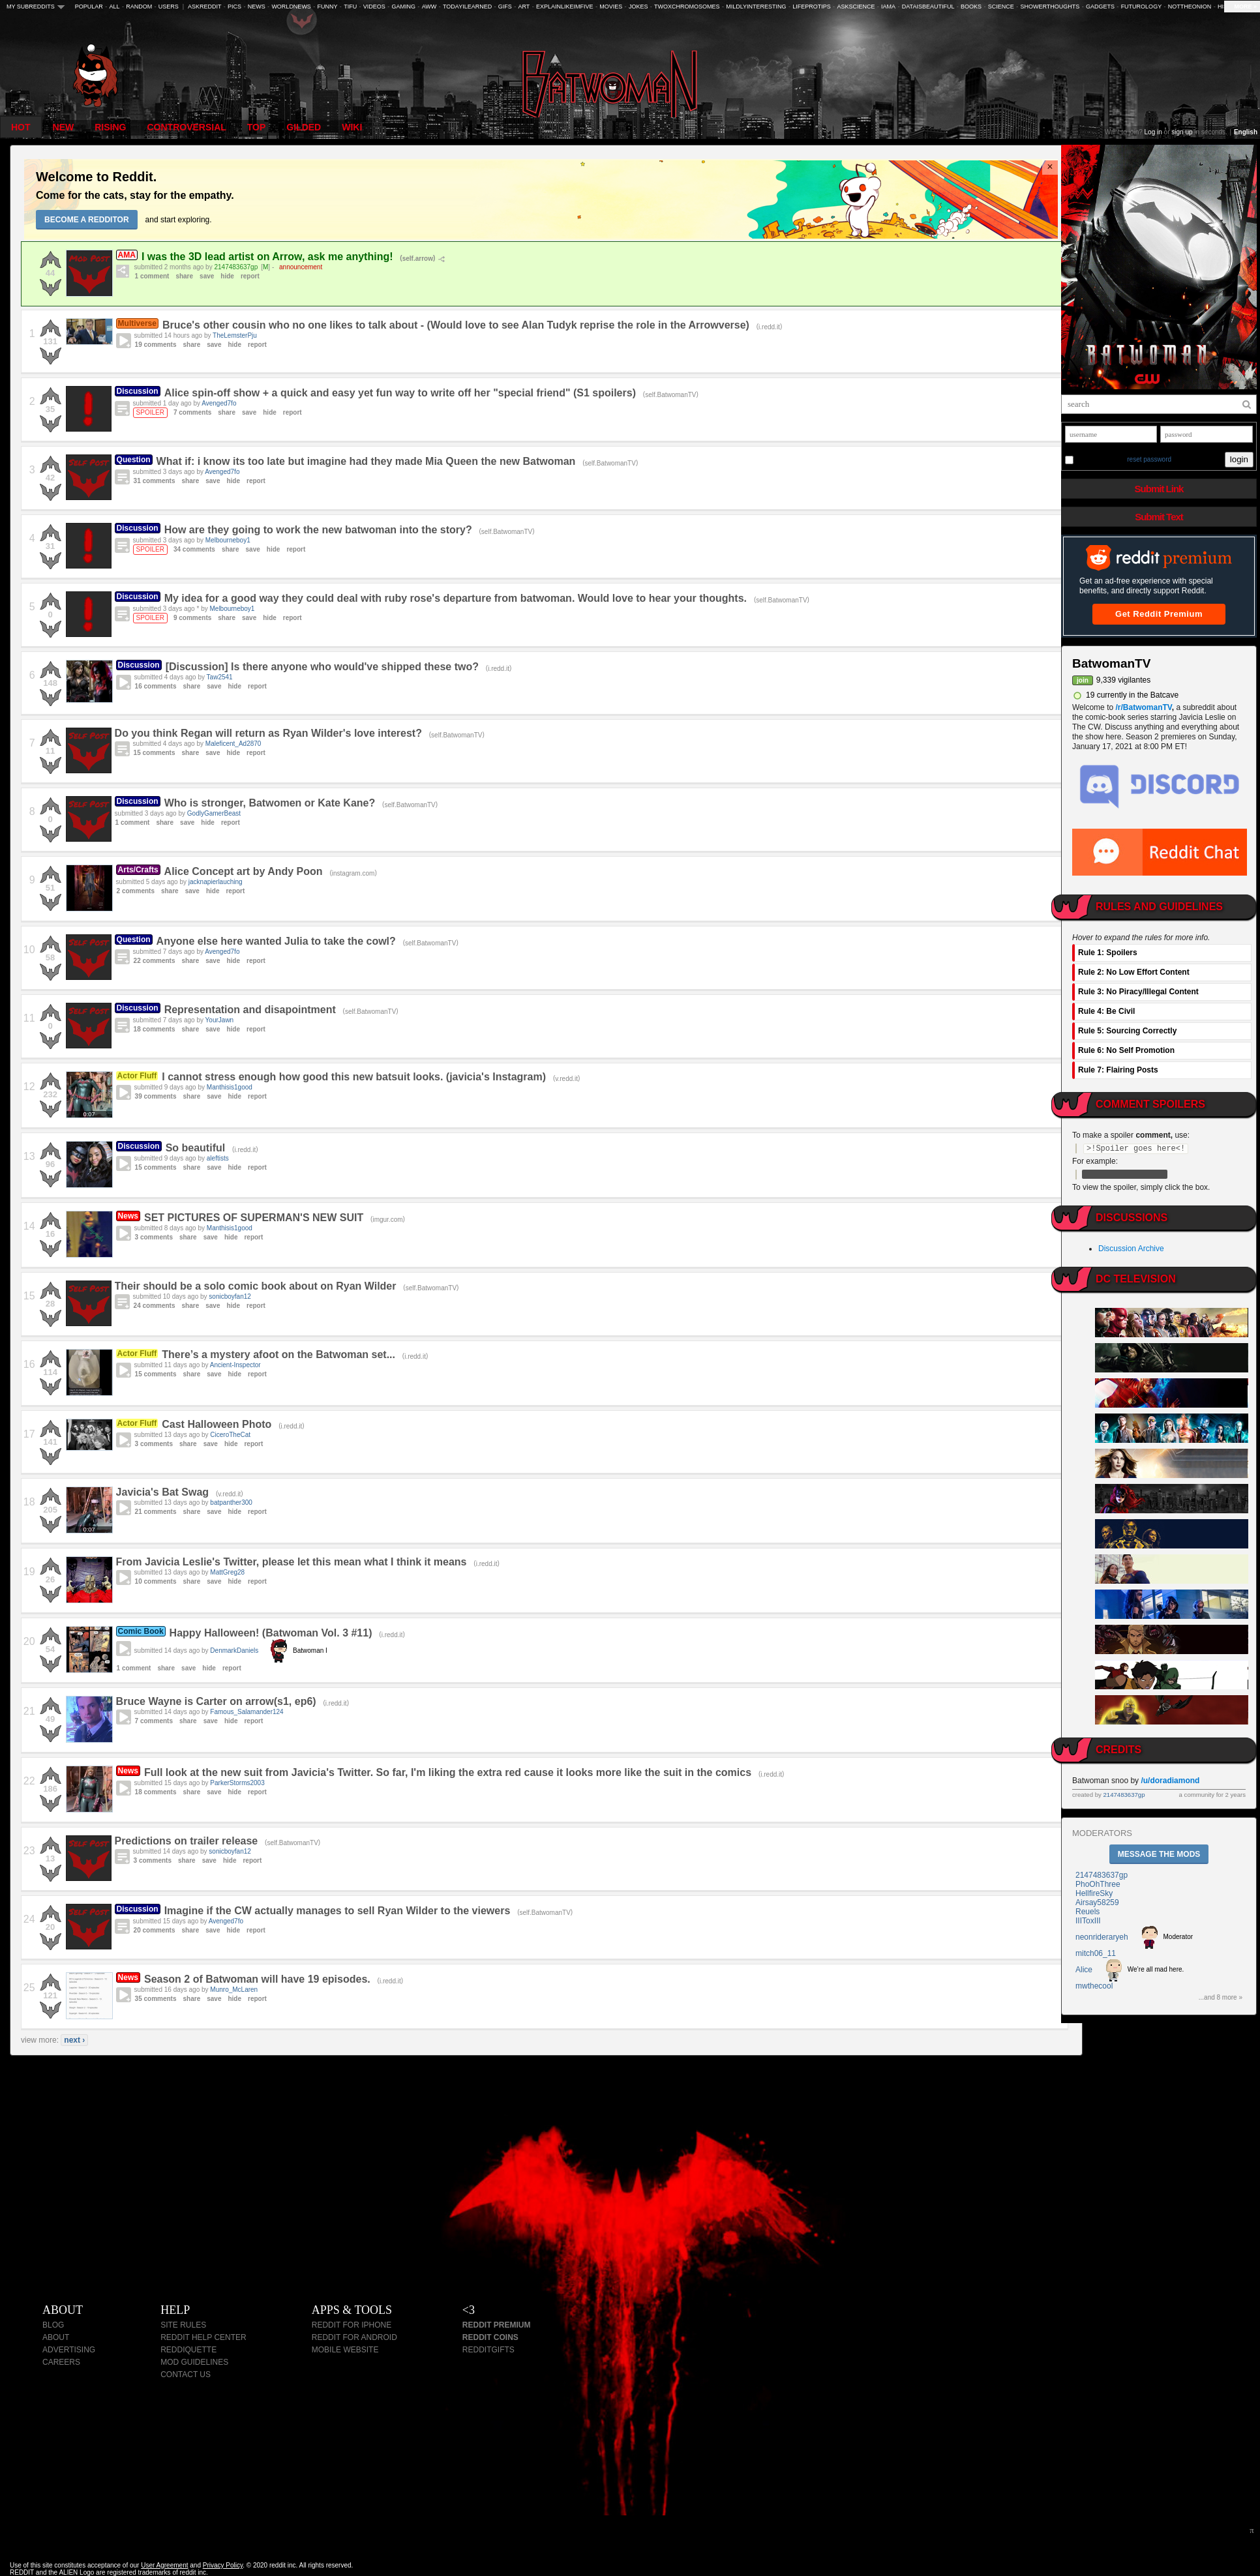 MY SUBREDDITS POPULAR - ALL - RANDOM - USERS | ASKREDDIT - PICS - NEWS - WORLDNEWS - FUNNY - TIFU - VIDEOS - GAMING - AWW - TODAYILEARNED - GIFS - ART - EXPLAINLIKEIMFIVE - MOVIES - JOKES - TWOXCHROMOSOMES - MILDLYINTERESTING - LIFEPROTIPS - ASKSCIENCE - IAMA - DATAISBEAUTIFUL - BOOKS - SCIENCE - SHOWERTHOUGHTS - GADGETS - FUTUROLOGY - NOTTHEONION
BATWOMAN
HOT NEW RISING CONTROVERSIAL TOP GILDED WIKI
Log in or sign up in seconds. | English
Welcome to Reddit.
Come for the cats, stay for the empathy.
BECOME A REDDITOR and start exploring.
44
MOD POST
AMA I was the 3D lead artist on Arrow, ask me anything! (self.arrow)
submitted 2 months ago by 2147483637gp [M] - announcement
1 comment share save hide report
1
131
Multiverse Bruce's other cousin who no one likes to talk about - (Would love to see Alan Tudyk reprise the role in the Arrowverse) (i.redd.it)
submitted 14 hours ago by TheLemsterPju
19 comments share save hide report
2
35
Discussion Alice spin-off show + a quick and easy yet fun way to write off her "special friend" (S1 spoilers) (self.BatwomanTV)
submitted 1 day ago by Avenged7fo
SPOILER 7 comments share save hide report
3
42
SELF POST
Question What if: i know its too late but imagine had they made Mia Queen the new Batwoman (self.BatwomanTV)
submitted 3 days ago by Avenged7fo
31 comments share save hide report
4
31
Discussion How are they going to work the new batwoman into the story? (self.BatwomanTV)
submitted 3 days ago by Melbourneboy1
SPOILER 34 comments share save hide report
5
0
Discussion My idea for a good way they could deal with ruby rose's departure from batwoman. Would love to hear your thoughts. (self.BatwomanTV)
submitted 3 days ago * by Melbourneboy1
SPOILER 9 comments share save hide report
6
148
Discussion [Discussion] Is there anyone who would've shipped these two? (i.redd.it)
submitted 4 days ago by Taw2541
16 comments share save hide report
7
11
SELF POST
Do you think Regan will return as Ryan Wilder's love interest? (self.BatwomanTV)
submitted 4 days ago by Maleficent_Ad2870
15 comments share save hide report
8
0
SELF POST
Discussion Who is stronger, Batwomen or Kate Kane? (self.BatwomanTV)
submitted 3 days ago by GodlyGamerBeast
1 comment share save hide report
9
51
Arts/Crafts Alice Concept art by Andy Poon (instagram.com)
submitted 5 days ago by jacknapierlauching
2 comments share save hide report
10
58
SELF POST
Question Anyone else here wanted Julia to take the cowl? (self.BatwomanTV)
submitted 7 days ago by Avenged7fo
22 comments share save hide report
11
0
SELF POST
Discussion Representation and disapointment (self.BatwomanTV)
submitted 7 days ago by YourJawn
18 comments share save hide report
12
232
0:07
Actor Fluff I cannot stress enough how good this new batsuit looks. (javicia's Instagram) (v.redd.it)
submitted 9 days ago by Manthisis1good
39 comments share save hide report
13
96
Discussion So beautiful (i.redd.it)
submitted 9 days ago by aleftists
15 comments share save hide report
14
16
News SET PICTURES OF SUPERMAN'S NEW SUIT (imgur.com)
submitted 8 days ago by Manthisis1good
3 comments share save hide report
15
28
SELF POST
Their should be a solo comic book about on Ryan Wilder (self.BatwomanTV)
submitted 10 days ago by sonicboyfan12
24 comments share save hide report
16
114
Actor Fluff There's a mystery afoot on the Batwoman set... (i.redd.it)
submitted 11 days ago by Ancient-Inspector
15 comments share save hide report
17
141
Actor Fluff Cast Halloween Photo (i.redd.it)
submitted 13 days ago by CiceroTheCat
3 comments share save hide report
18
205
0:07
Javicia's Bat Swag (v.redd.it)
submitted 13 days ago by batpanther300
21 comments share save hide report
19
26
From Javicia Leslie's Twitter, please let this mean what I think it means (i.redd.it)
submitted 13 days ago by MattGreg28
10 comments share save hide report
20
54
Comic Book Happy Halloween! (Batwoman Vol. 3 #11) (i.redd.it)
submitted 14 days ago by DenmarkDaniels Batwoman I
1 comment share save hide report
21
49
Bruce Wayne is Carter on arrow(s1, ep6) (i.redd.it)
submitted 14 days ago by Famous_Salamander124
7 comments share save hide report
22
186
News Full look at the new suit from Javicia's Twitter. So far, I'm liking the extra red cause it looks more like the suit in the comics (i.redd.it)
submitted 15 days ago by ParkerStorms2003
18 comments share save hide report
23
13
SELF POST
Predictions on trailer release (self.BatwomanTV)
submitted 14 days ago by sonicboyfan12
3 comments share save hide report
24
20
SELF POST
Discussion Imagine if the CW actually manages to sell Ryan Wilder to the viewers (self.BatwomanTV)
submitted 15 days ago by Avenged7fo
20 comments share save hide report
25
121
News Season 2 of Batwoman will have 19 episodes. (i.redd.it)
submitted 16 days ago by Munro_McLaren
35 comments share save hide report
view more: next ›
BATWOMAN
CW
search
username password
reset password login
Submit Link
Submit Text
reddit premium
Get an ad-free experience with special
benefits, and directly support Reddit.
Get Reddit Premium
BatwomanTV
join 9,339 vigilantes
19 currently in the Batcave
Welcome to /r/BatwomanTV, a subreddit about
the comic-book series starring Javicia Leslie on
The CW. Discuss anything and everything about
the show here. Season 2 premieres on Sunday,
January 17, 2021 at 8:00 PM ET!
DISCORD
Reddit Chat
RULES AND GUIDELINES
Hover to expand the rules for more info.
Rule 1: Spoilers
Rule 2: No Low Effort Content
Rule 3: No Piracy/Illegal Content
Rule 4: Be Civil
Rule 5: Sourcing Correctly
Rule 6: No Self Promotion
Rule 7: Flairing Posts
COMMENT SPOILERS
To make a spoiler comment, use:
>!Spoiler goes here<!
For example:
To view the spoiler, simply click the box.
DISCUSSIONS
Discussion Archive
DC TELEVISION
CREDITS
Batwoman snoo by /u/doradiamond
created by 2147483637gp a community for 2 years
MODERATORS
MESSAGE THE MODS
2147483637gp
PhoOhThree
HellfireSky
Airsay58259
Reuels
IIIToxIII
neonrideraryeh Moderator
mitch06_11
Alice We're all mad here.
mwthecool
...and 8 more »
ABOUT
BLOG
ABOUT
ADVERTISING
CAREERS
HELP
SITE RULES
REDDIT HELP CENTER
REDDIQUETTE
MOD GUIDELINES
CONTACT US
APPS & TOOLS
REDDIT FOR IPHONE
REDDIT FOR ANDROID
MOBILE WEBSITE
<3
REDDIT PREMIUM
REDDIT COINS
REDDITGIFTS
π
Use of this site constitutes acceptance of our User Agreement and Privacy Policy. © 2020 reddit inc. All rights reserved.
REDDIT and the ALIEN Logo are registered trademarks of reddit inc.